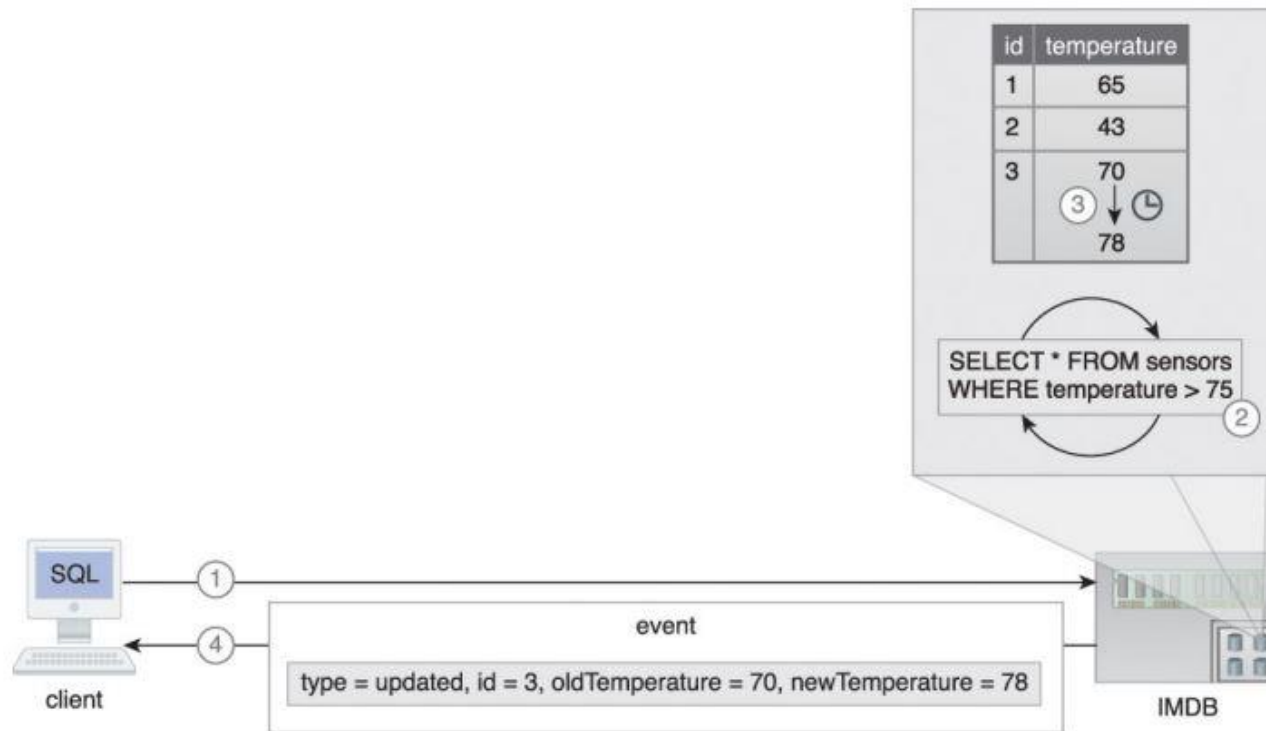 id temperature
1 65
2 43
3 70
3
78
SELECT * FROM sensors
WHERE temperature > 75
2
SQL
1
event
4
type = updated, id = 3, oldTemperature = 70, newTemperature = 78
client
IMDB